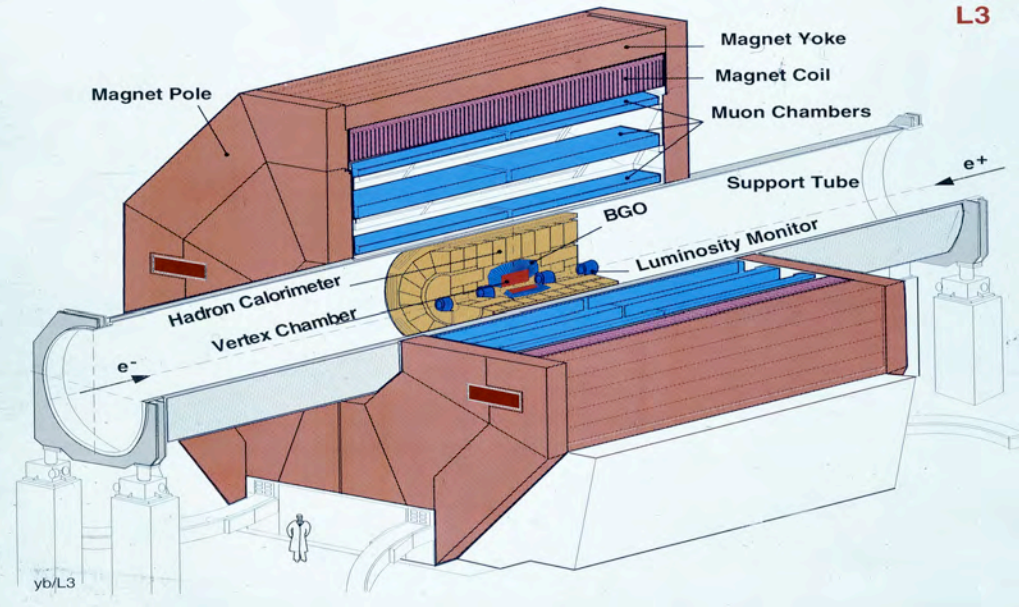 L3
Magnet Yoke
Magnet Pole
Magnet Coil
Muon Chambers
e+
Support Tube
BGO
Luminosity Monitor
Hadron Calorimeter
Vertex Chamber
e-
yb/L3